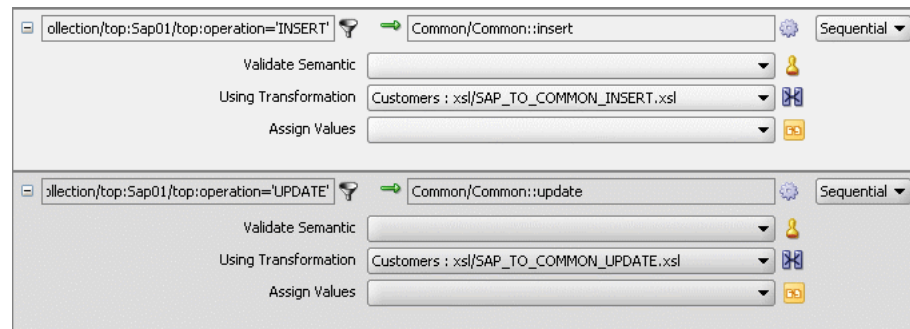 ollection/top:Sap01/top:operation='INSERT' Common/Common::insert Sequential
Validate Semantic
Using Transformation Customers : xsl/SAP_TO_COMMON_INSERT.xsl
Assign Values
ollection/top:Sap01/top:operation='UPDATE' Common/Common::update Sequential
Validate Semantic
Using Transformation Customers : xsl/SAP_TO_COMMON_UPDATE.xsl
Assign Values